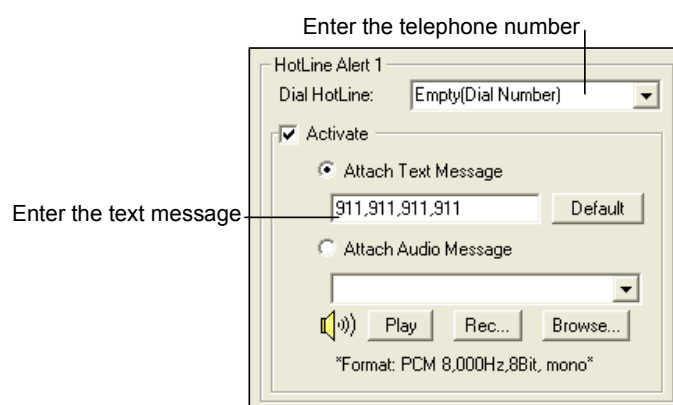 Enter the telephone number
HotLine Alert 1
Dial HotLine: Empty(Dial Number)
Activate
Attach Text Message
Enter the text message 911,911,911,911 Default
Attach Audio Message
Play Rec... Browse...
*Format: PCM 8,000Hz,8Bit, mono*